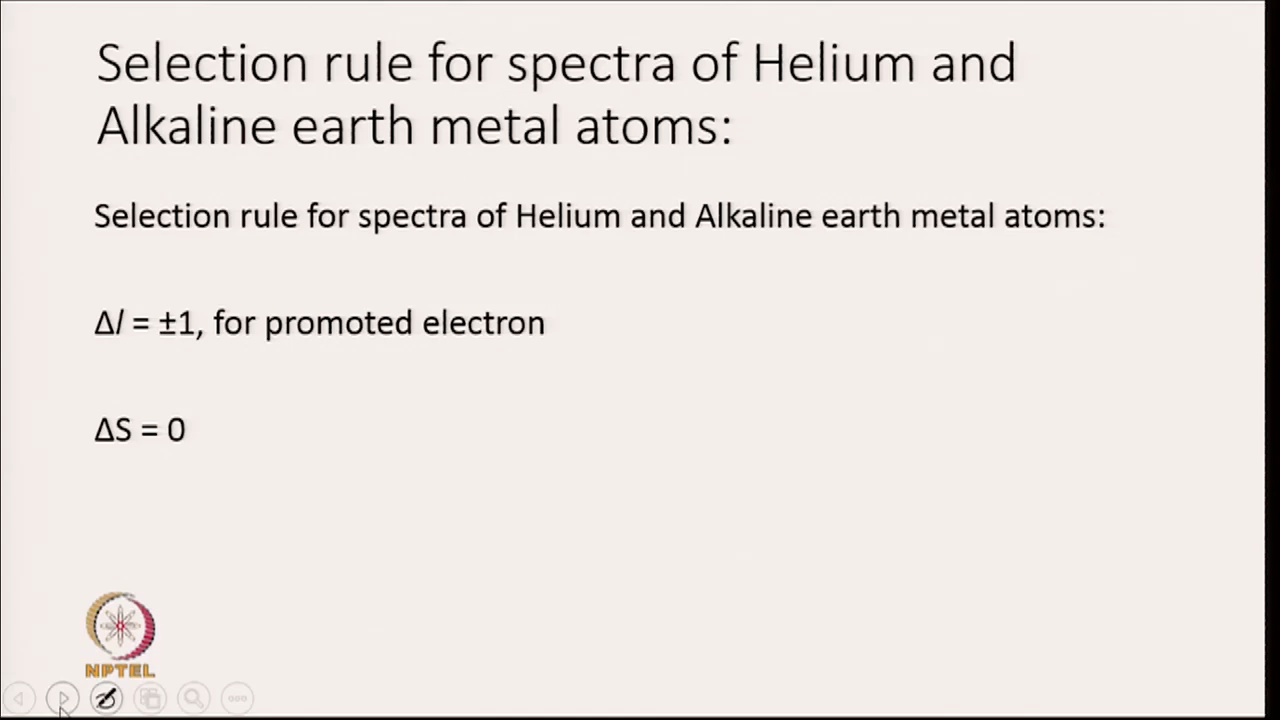 Selection rule for spectra of Helium and
Alkaline earth metal atoms:
Selection rule for spectra of Helium and Alkaline earth metal atoms:
Δl = ±1, for promoted electron
ΔS = 0
NPTEL